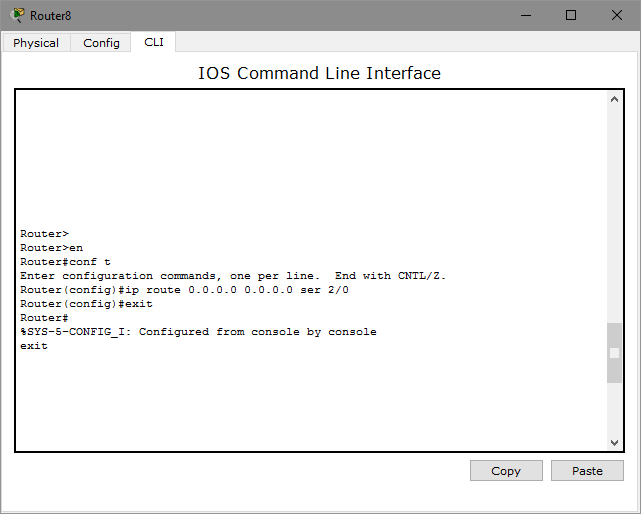 Router8
Physical
Config
CLI
IOS Command Line Interface
Router>
Router>en
Router#conf t
Enter configuration commands, one per line.  End with CNTL/Z.
Router(config)#ip route 0.0.0.0 0.0.0.0 ser 2/0
Router(config)#exit
Router#
%SYS-5-CONFIG_I: Configured from console by console
exit
Copy
Paste